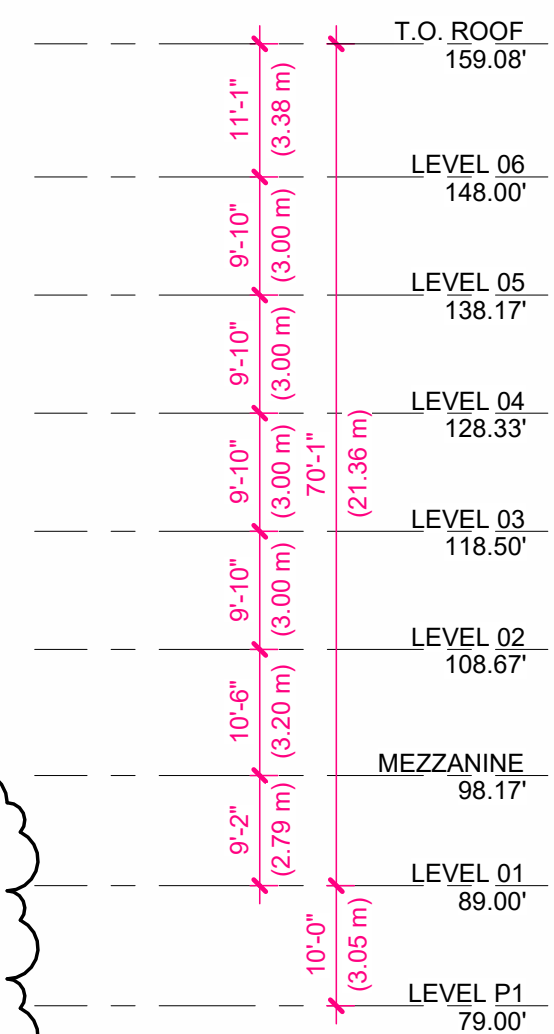 T.O. ROOF
159.08'
11'-1"
(3.38 m)
LEVEL 06
148.00'
9'-10"
(3.00 m)
LEVEL 05
138.17'
9'-10"
(3.00 m)
LEVEL 04
128.33'
9'-10"
(3.00 m)
70'-1"
(21.36 m)
LEVEL 03
118.50'
9'-10"
(3.00 m)
LEVEL 02
108.67'
10'-6"
(3.20 m)
MEZZANINE
98.17'
9'-2"
(2.79 m)
LEVEL 01
89.00'
10'-0"
(3.05 m)
LEVEL P1
79.00'